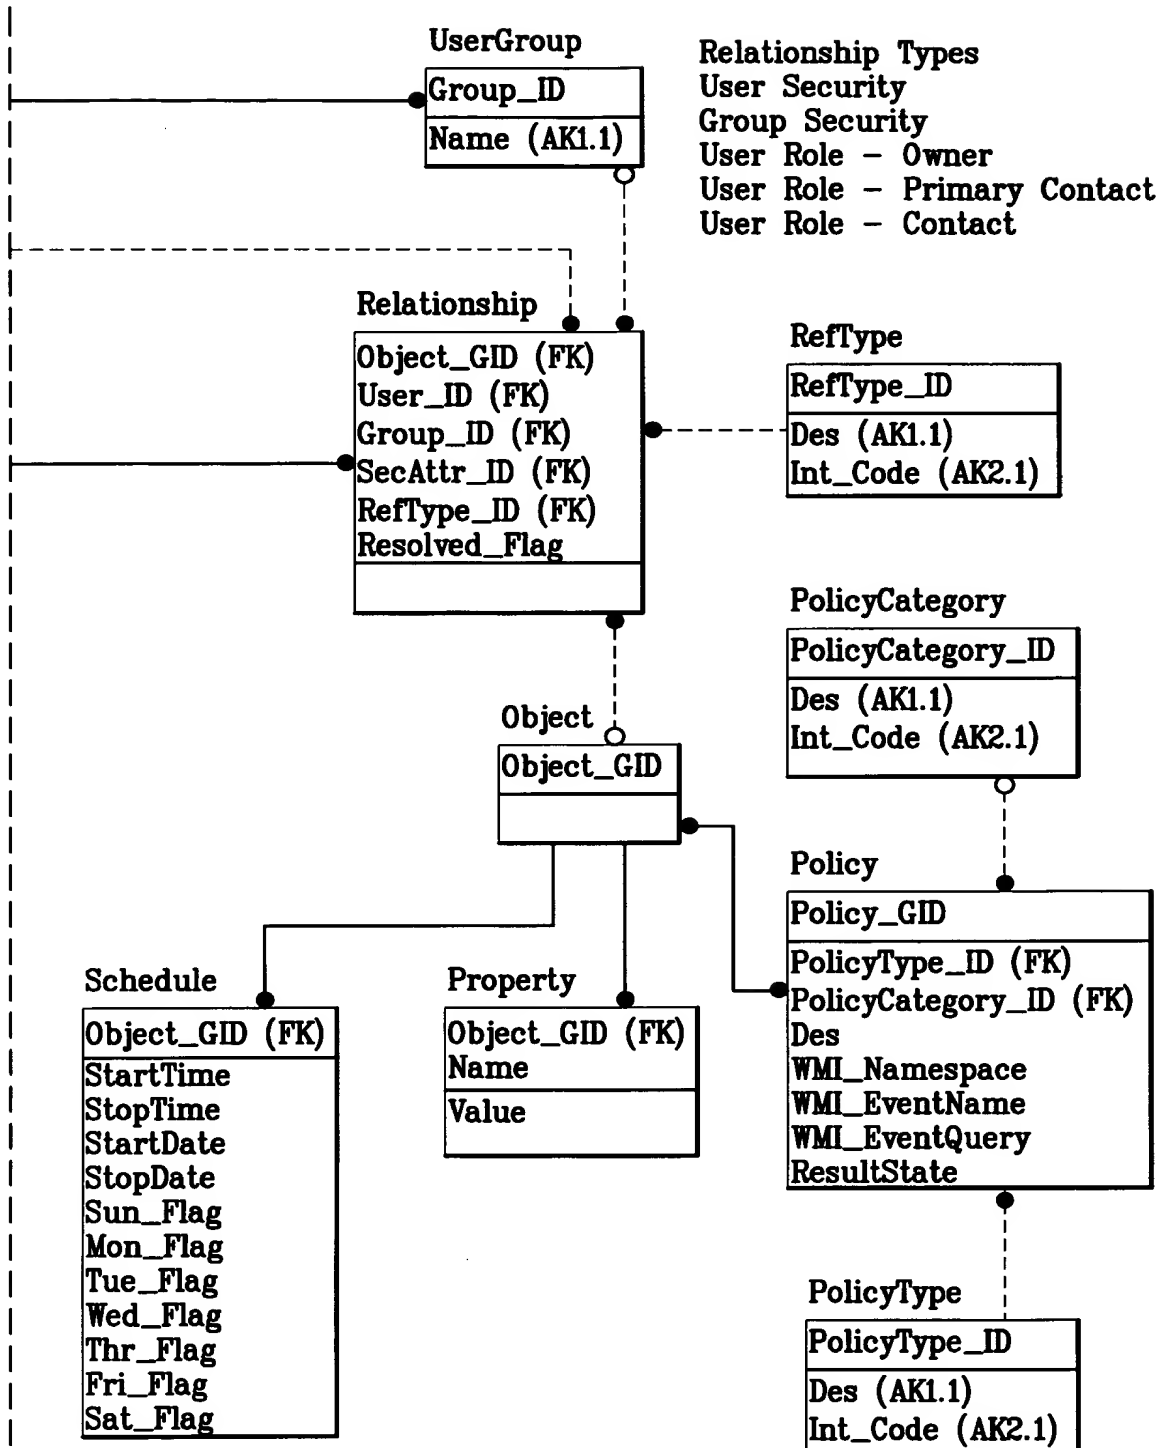 UserGroup
Group_ID
Name (AK1.1)
Relationship Types
User Security
Group Security
User Role – Owner
User Role – Primary Contact
User Role – Contact
Relationship
Object_GID (FK)
User_ID (FK)
Group_ID (FK)
SecAttr_ID (FK)
RefType_ID (FK)
Resolved_Flag
RefType
RefType_ID
Des (AK1.1)
Int_Code (AK2.1)
PolicyCategory
PolicyCategory_ID
Des (AK1.1)
Int_Code (AK2.1)
Object
Object_GID
Policy
Policy_GID
PolicyType_ID (FK)
PolicyCategory_ID (FK)
Des
WMI_Namespace
WMI_EventName
WMI_EventQuery
ResultState
Schedule
Object_GID (FK)
StartTime
StopTime
StartDate
StopDate
Sun_Flag
Mon_Flag
Tue_Flag
Wed_Flag
Thr_Flag
Fri_Flag
Sat_Flag
Property
Object_GID (FK)
Name
Value
PolicyType
PolicyType_ID
Des (AK1.1)
Int_Code (AK2.1)